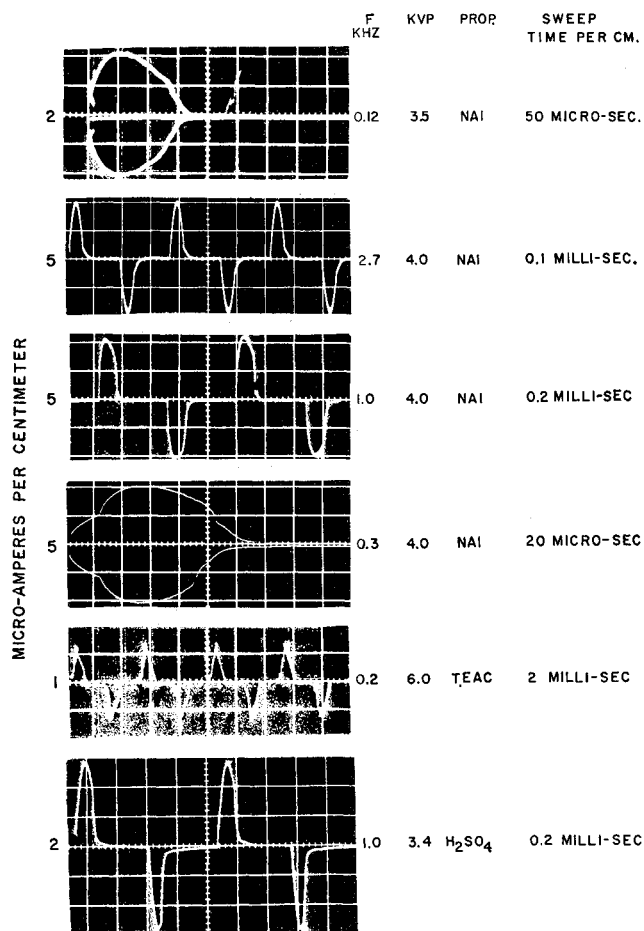 F
KHZ KVP PROP. SWEEP
TIME PER CM.
2 0.12 3.5 NAI 50 MICRO-SEC.
5 2.7 4.0 NAI 0.1 MILLI-SEC.
5 1.0 4.0 NAI 0.2 MILLI-SEC
5 0.3 4.0 NAI 20 MICRO-SEC
1 0.2 6.0 T.EAC 2 MILLI-SEC
2 1.0 3.4 H₂SO₄ 0.2 MILLI-SEC
MICRO-AMPERES PER CENTIMETER